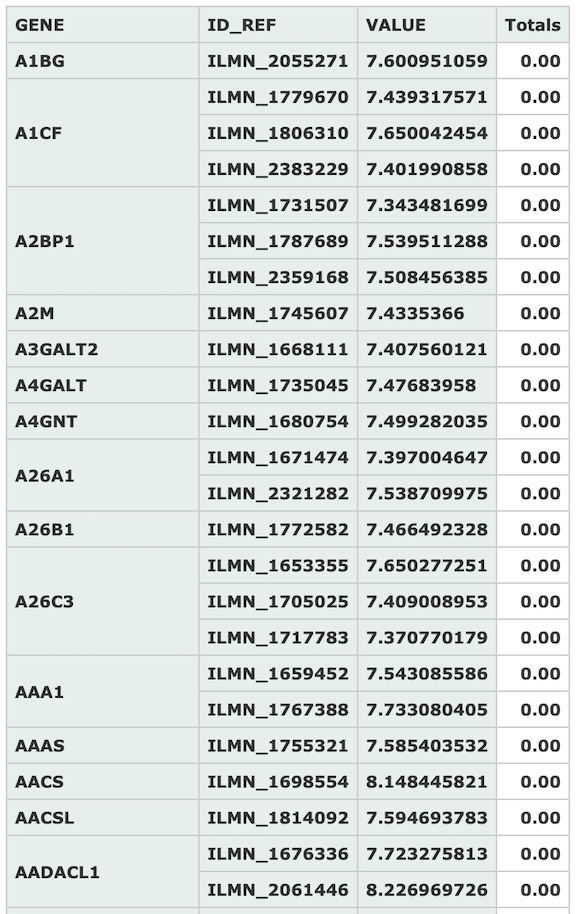 GENE ID_REF VALUE Totals
A1BG ILMN_2055271 7.600951059 0.00
A1CF ILMN_1779670 7.439317571 0.00
ILMN_1806310 7.650042454 0.00
ILMN_2383229 7.401990858 0.00
A2BP1 ILMN_1731507 7.343481699 0.00
ILMN_1787689 7.539511288 0.00
ILMN_2359168 7.508456385 0.00
A2M ILMN_1745607 7.4335366 0.00
A3GALT2 ILMN_1668111 7.407560121 0.00
A4GALT ILMN_1735045 7.47683958 0.00
A4GNT ILMN_1680754 7.499282035 0.00
A26A1 ILMN_1671474 7.397004647 0.00
ILMN_2321282 7.538709975 0.00
A26B1 ILMN_1772582 7.466492328 0.00
A26C3 ILMN_1653355 7.650277251 0.00
ILMN_1705025 7.409008953 0.00
ILMN_1717783 7.370770179 0.00
AAA1 ILMN_1659452 7.543085586 0.00
ILMN_1767388 7.733080405 0.00
AAAS ILMN_1755321 7.585403532 0.00
AACS ILMN_1698554 8.148445821 0.00
AACSL ILMN_1814092 7.594693783 0.00
AADACL1 ILMN_1676336 7.723275813 0.00
ILMN_2061446 8.226969726 0.00